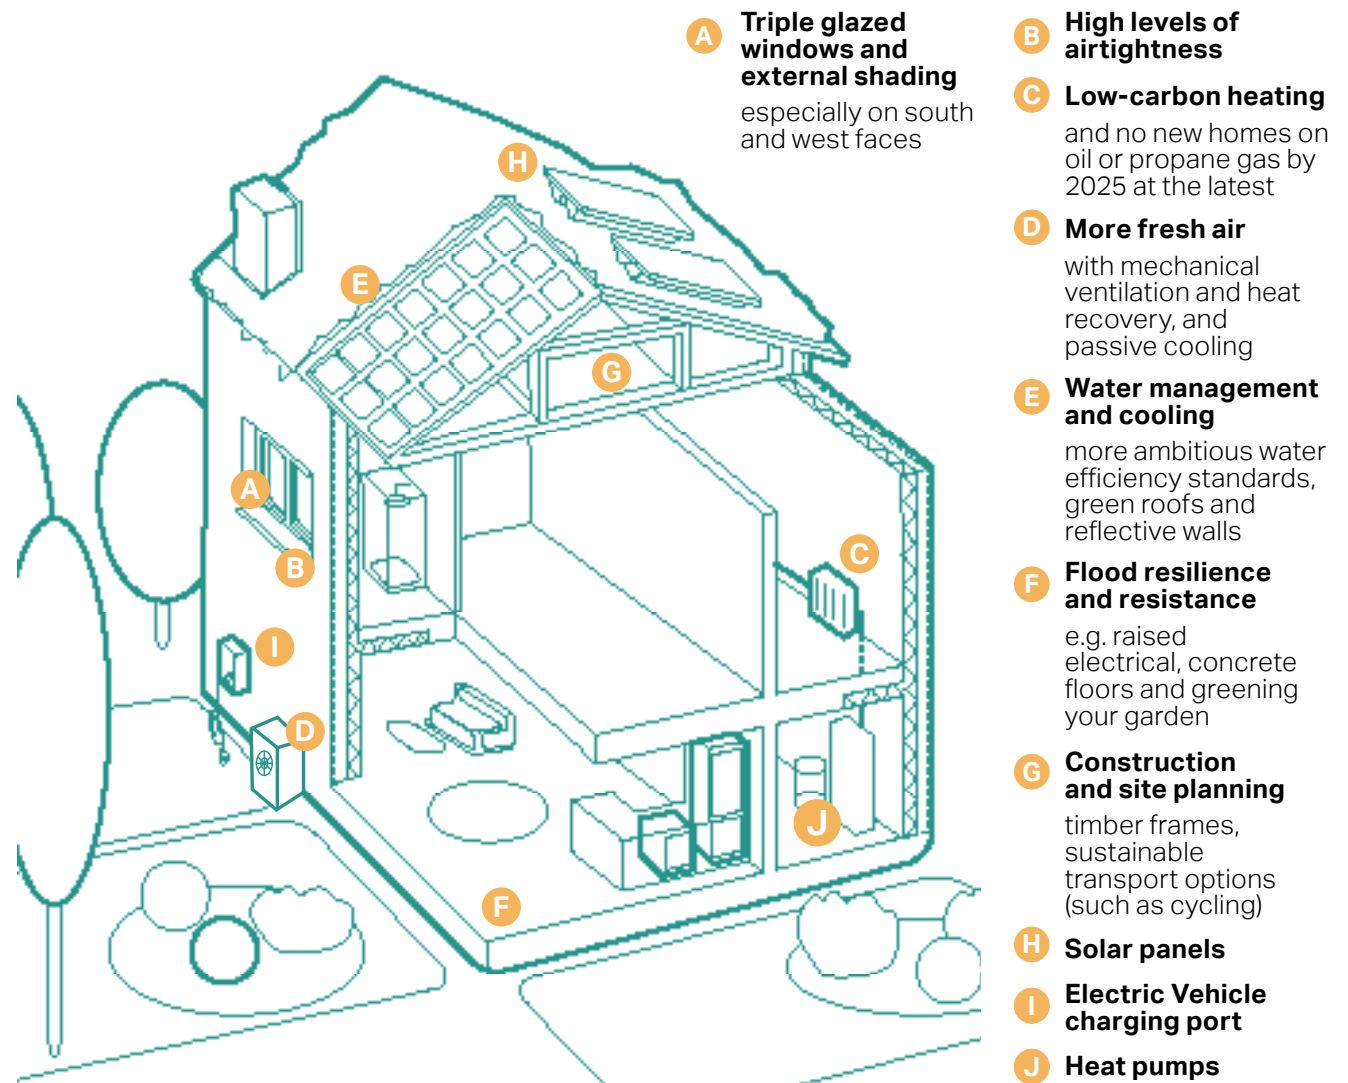 A Triple glazed
windows and
external shading
especially on south
and west faces
B High levels of
airtightness
C Low-carbon heating
and no new homes on
oil or propane gas by
2025 at the latest
D More fresh air
with mechanical
ventilation and heat
recovery, and
passive cooling
E Water management
and cooling
more ambitious water
efficiency standards,
green roofs and
reflective walls
F Flood resilience
and resistance
e.g. raised
electrical, concrete
floors and greening
your garden
G Construction
and site planning
timber frames,
sustainable
transport options
(such as cycling)
H Solar panels
I Electric Vehicle
charging port
J Heat pumps
H
E
G
A
C
B
I
D
J
F